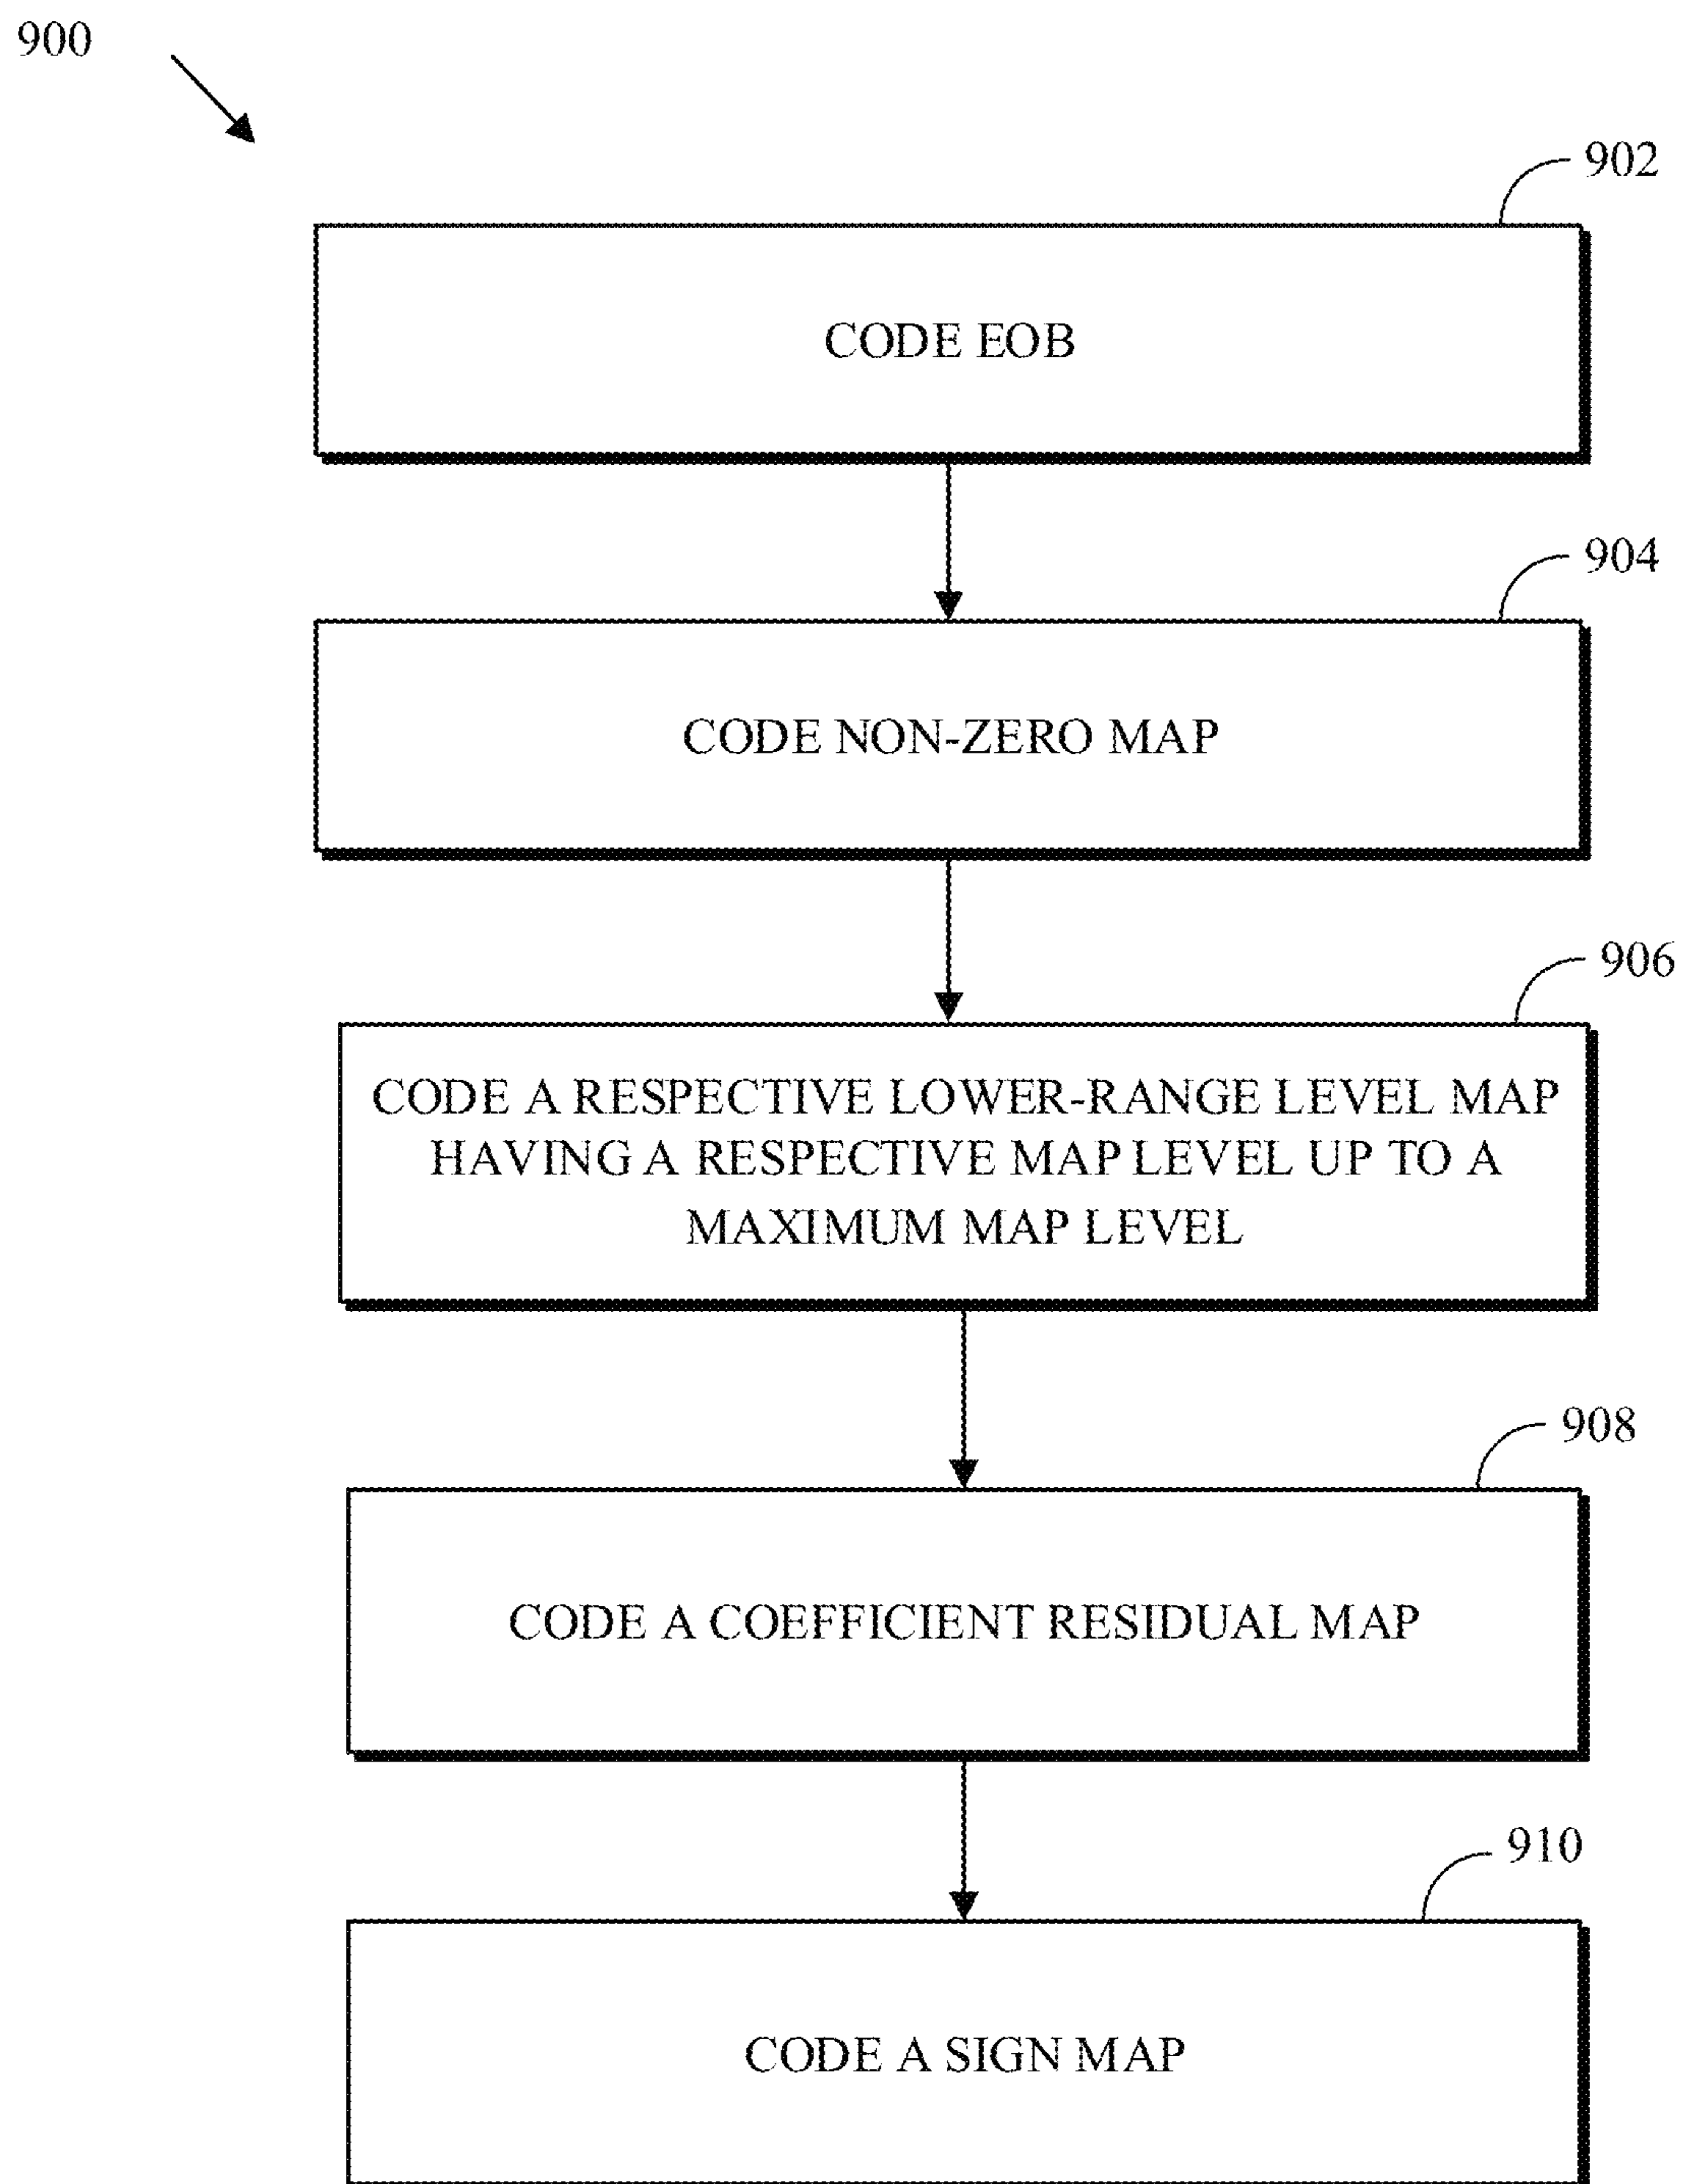 900
902
CODE EOB
904
CODE NON-ZERO MAP
906
CODE A RESPECTIVE LOWER-RANGE LEVEL MAP
HAVING A RESPECTIVE MAP LEVEL UP TO A
MAXIMUM MAP LEVEL
908
CODE A COEFFICIENT RESIDUAL MAP
910
CODE A SIGN MAP